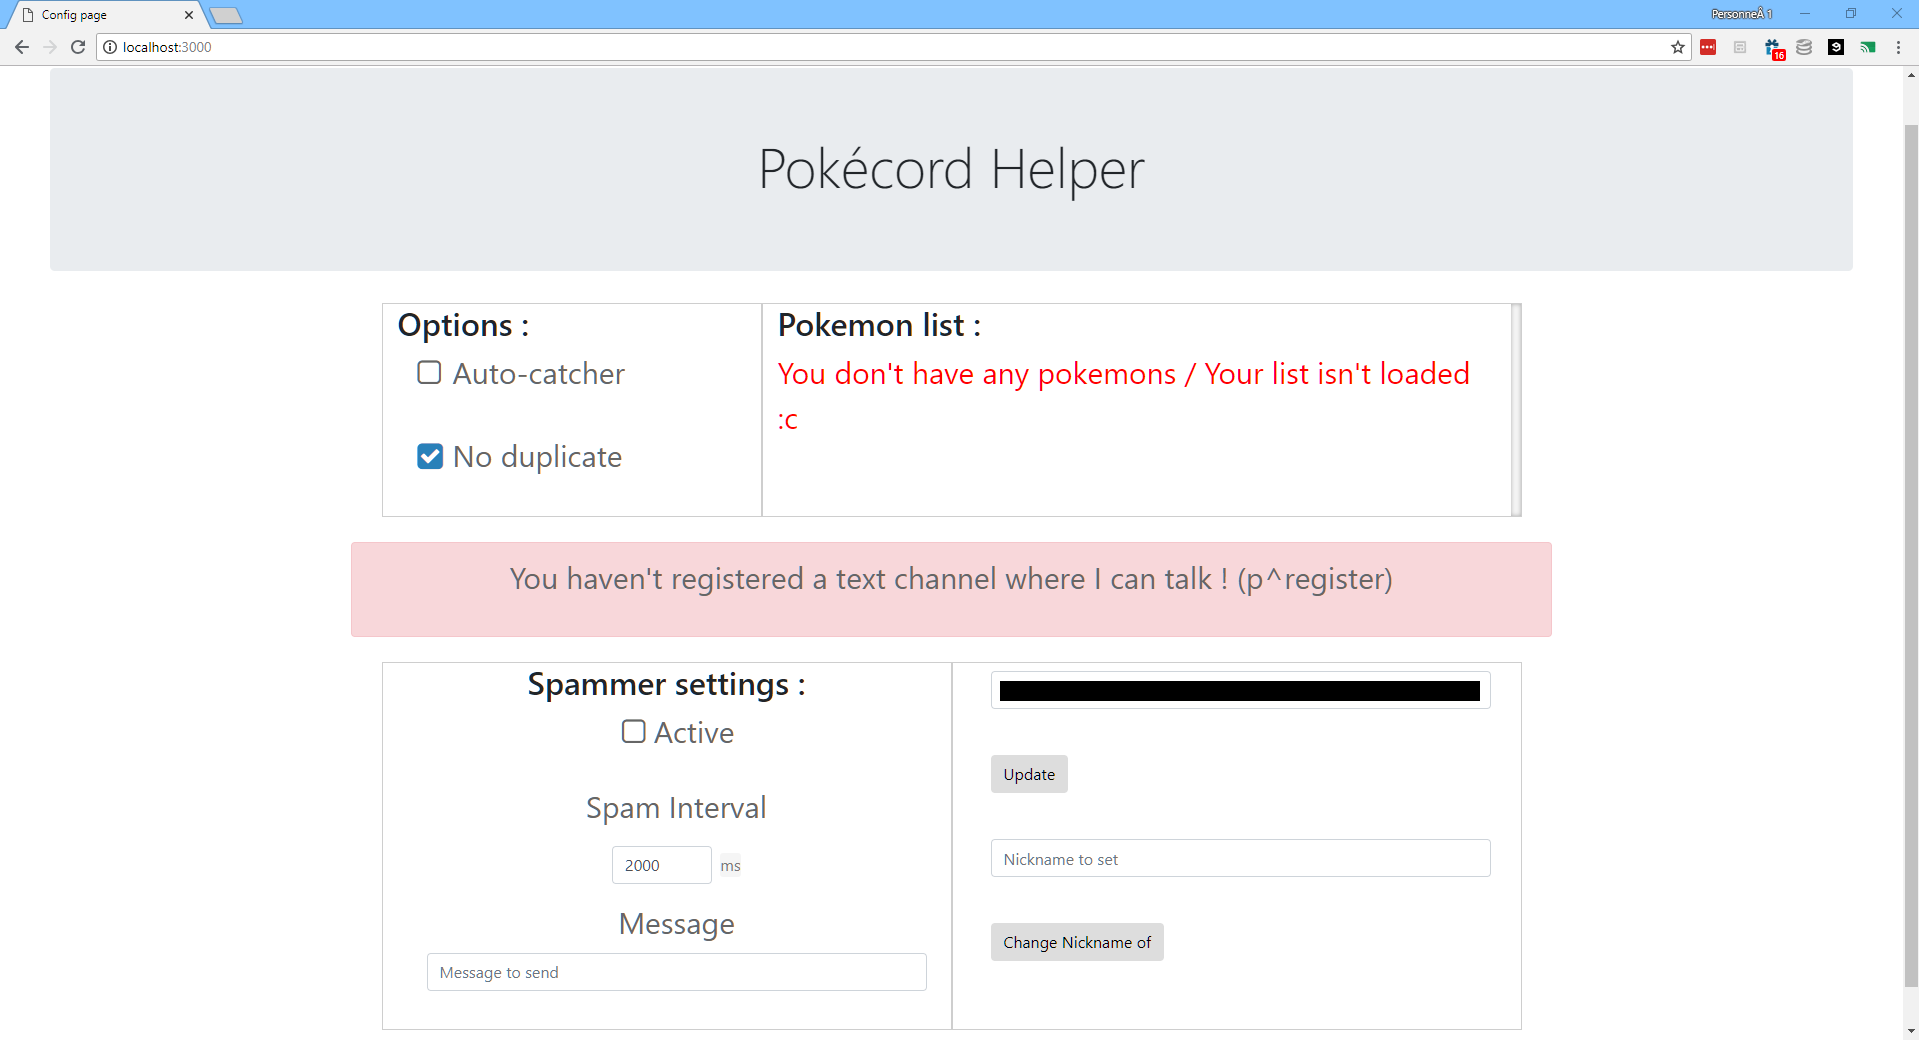 Config page
PersonneÂ 1
localhost:3000
16
9
Pokécord Helper
Options :
Auto-catcher
No duplicate
Pokemon list :
You don't have any pokemons / Your list isn't loaded
:c
You haven't registered a text channel where I can talk ! (p^register)
Spammer settings :
Active
Spam Interval
2000 ms
Message
Message to send
Update
Nickname to set
Change Nickname of